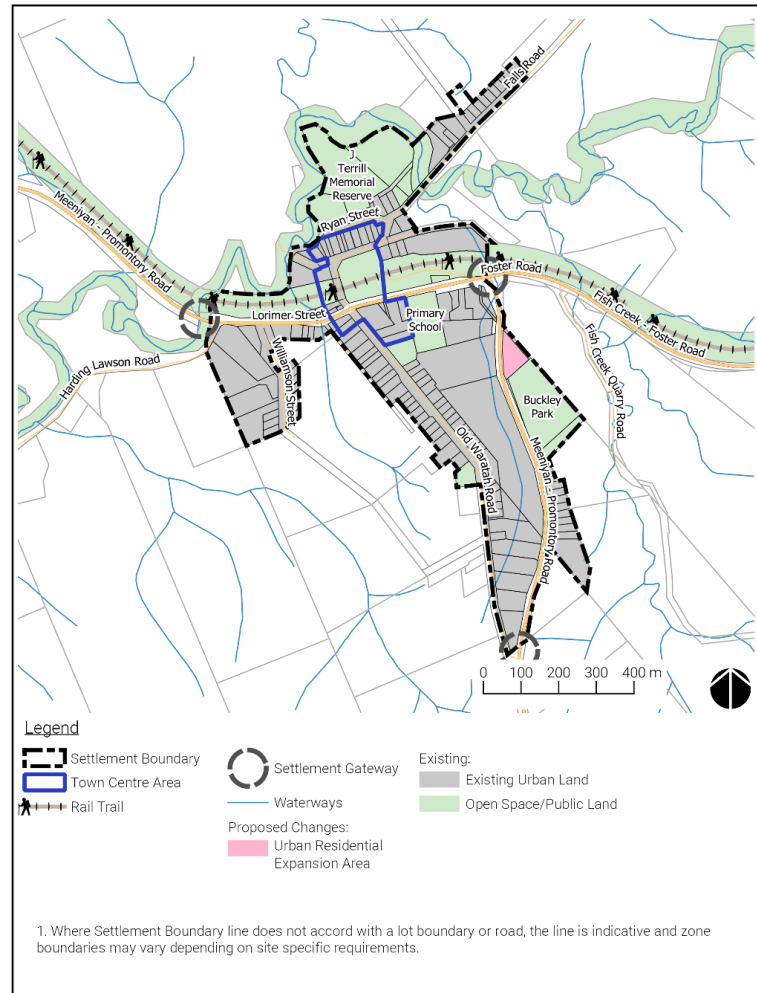 Falls Road
J
Terrill
Memorial
Reserve
Ryan Street
Meeniyan - Promontory Road
Foster Road
Fish Creek - Foster Road
Lorimer Street
Primary
School
Harding Lawson Road
Williamson Street
Fish Creek Quarry Road
Buckley
Park
Old Waratah Road
Meeniyan - Promontory Road
0 100 200 300 400 m
Legend
Settlement Boundary
Town Centre Area
Rail Trail
Settlement Gateway
Waterways
Proposed Changes:
Urban Residential
Expansion Area
Existing:
Existing Urban Land
Open Space/Public Land
1. Where Settlement Boundary line does not accord with a lot boundary or road, the line is indicative and zone
boundaries may vary depending on site specific requirements.